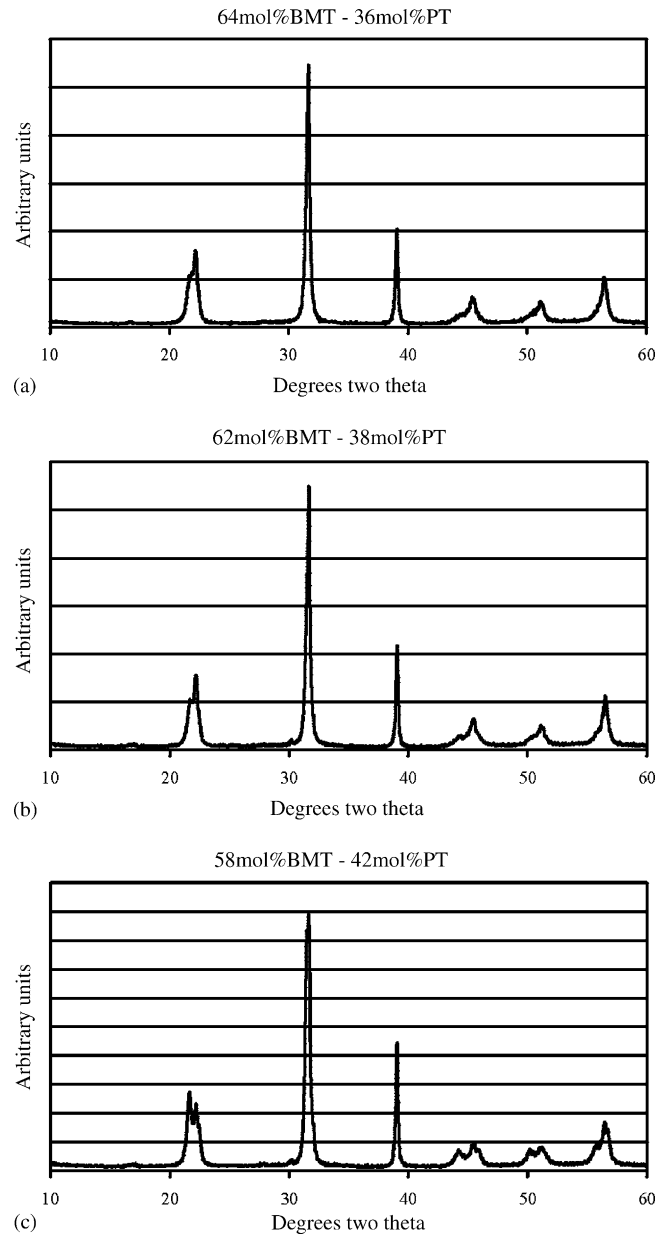 64mol%BMT - 36mol%PT
Arbitrary units
10 20 30 40 50 60
(a) Degrees two theta
62mol%BMT - 38mol%PT
Arbitrary units
10 20 30 40 50 60
(b) Degrees two theta
58mol%BMT - 42mol%PT
Arbitrary units
10 20 30 40 50 60
(c) Degrees two theta